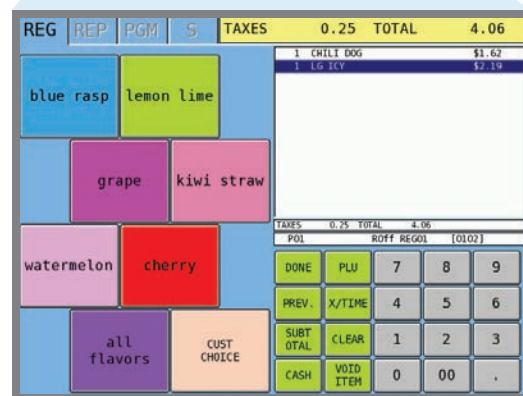 REG REP PGM S TAXES 0.25 TOTAL 4.06
1 CHILI DOG $1.62
1 LG ICY $2.19
blue rasp
lemon lime
grape
kiwi straw
watermelon
cherry
all
flavors
CUST
CHOICE
TAXES 0.25 TOTAL 4.06
P01 ROff REG01 [0102]
DONE PLU 7 8 9
PREV. X/TIME 4 5 6
SUBT
OTAL
CLEAR 1 2 3
CASH
VOID
ITEM
0 00 .